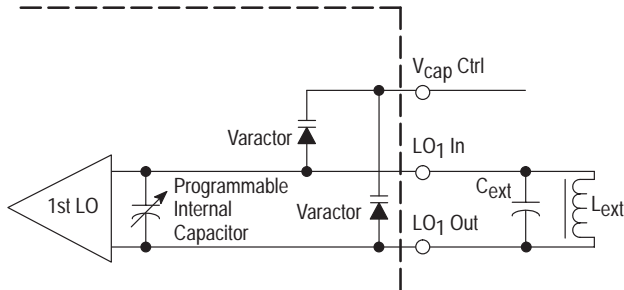 V_cap Ctrl
Varactor
LO_1 In
1st LO
Programmable
Internal
Capacitor
Varactor
C_ext
L_ext
LO_1 Out